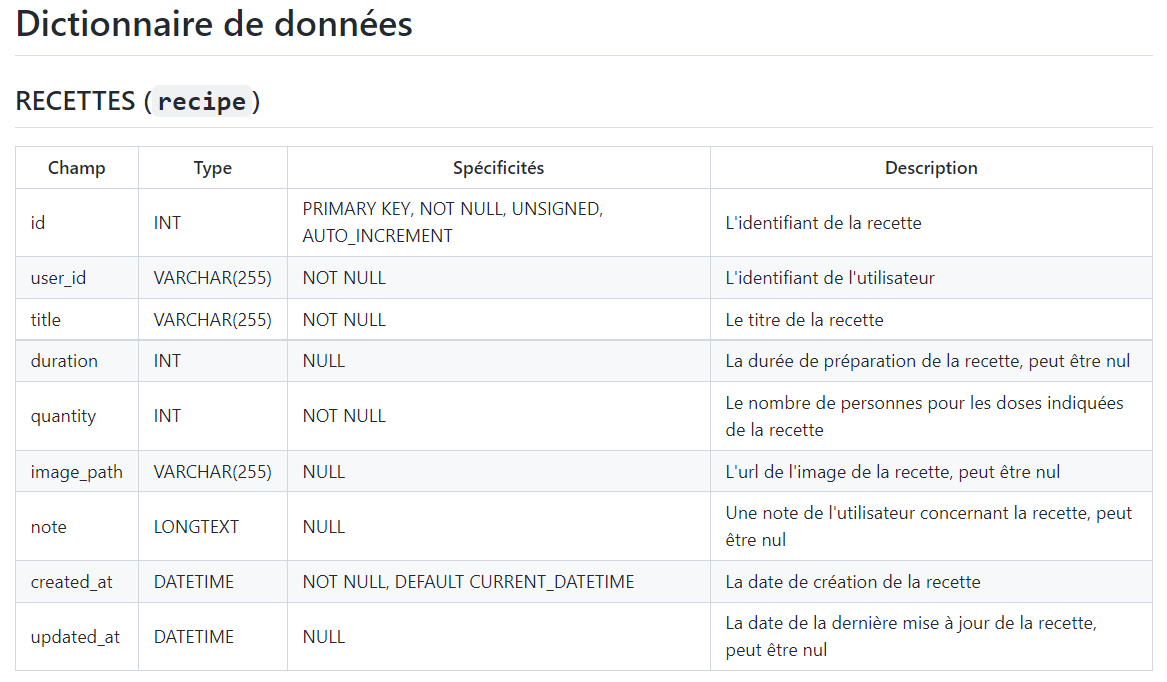 Dictionnaire de données
RECETTES (recipe)
Champ Type Spécificités Description
id INT PRIMARY KEY, NOT NULL, UNSIGNED, AUTO_INCREMENT L'identifiant de la recette
user_id VARCHAR(255) NOT NULL L'identifiant de l'utilisateur
title VARCHAR(255) NOT NULL Le titre de la recette
duration INT NULL La durée de préparation de la recette, peut être nul
quantity INT NOT NULL Le nombre de personnes pour les doses indiquées de la recette
image_path VARCHAR(255) NULL L'url de l'image de la recette, peut être nul
note LONGTEXT NULL Une note de l'utilisateur concernant la recette, peut être nul
created_at DATETIME NOT NULL, DEFAULT CURRENT_DATETIME La date de création de la recette
updated_at DATETIME NULL La date de la dernière mise à jour de la recette, peut être nul